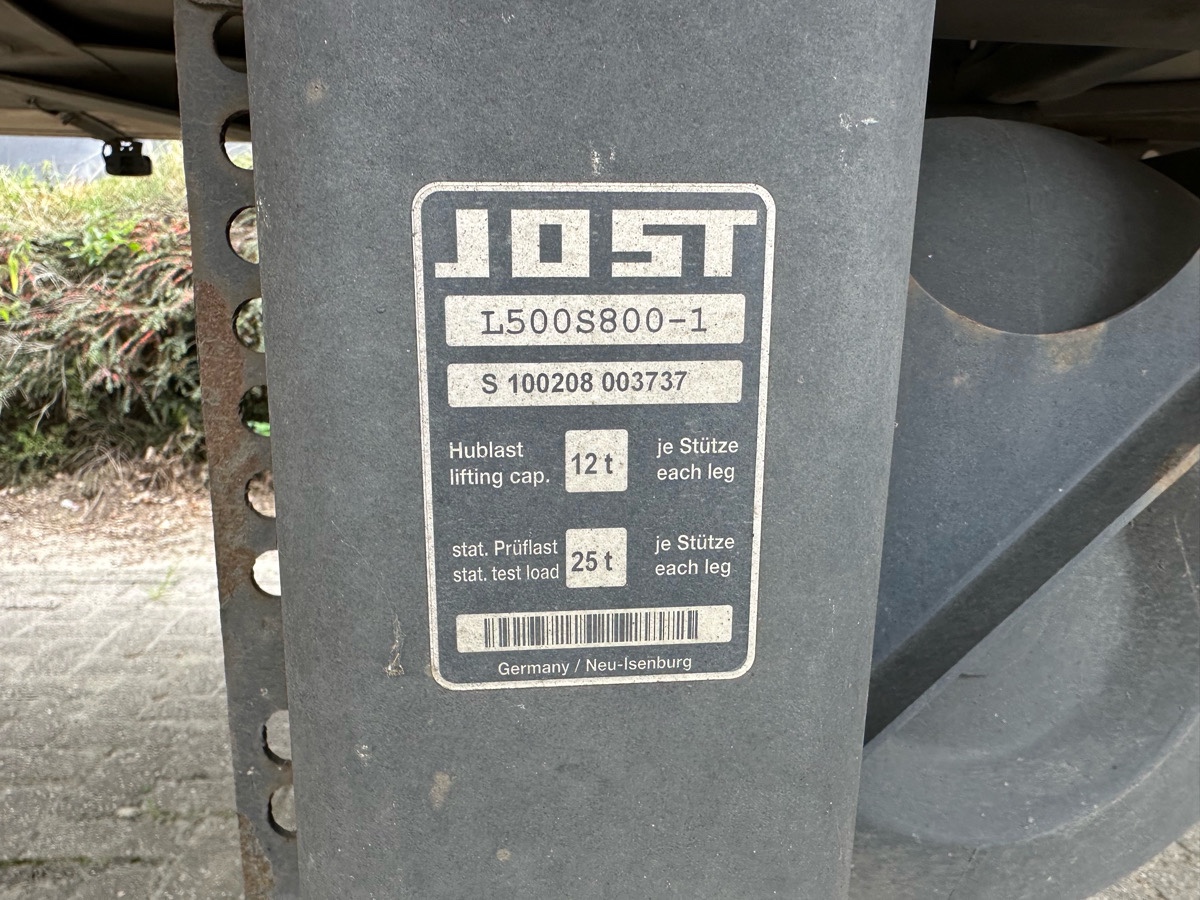 JOST
L500S800-1
S 100208 003737
Hublast
lifting cap.
12 t
je Stütze
each leg
stat. Prüflast
stat. test load
25 t
je Stütze
each leg
Germany / Neu-Isenburg